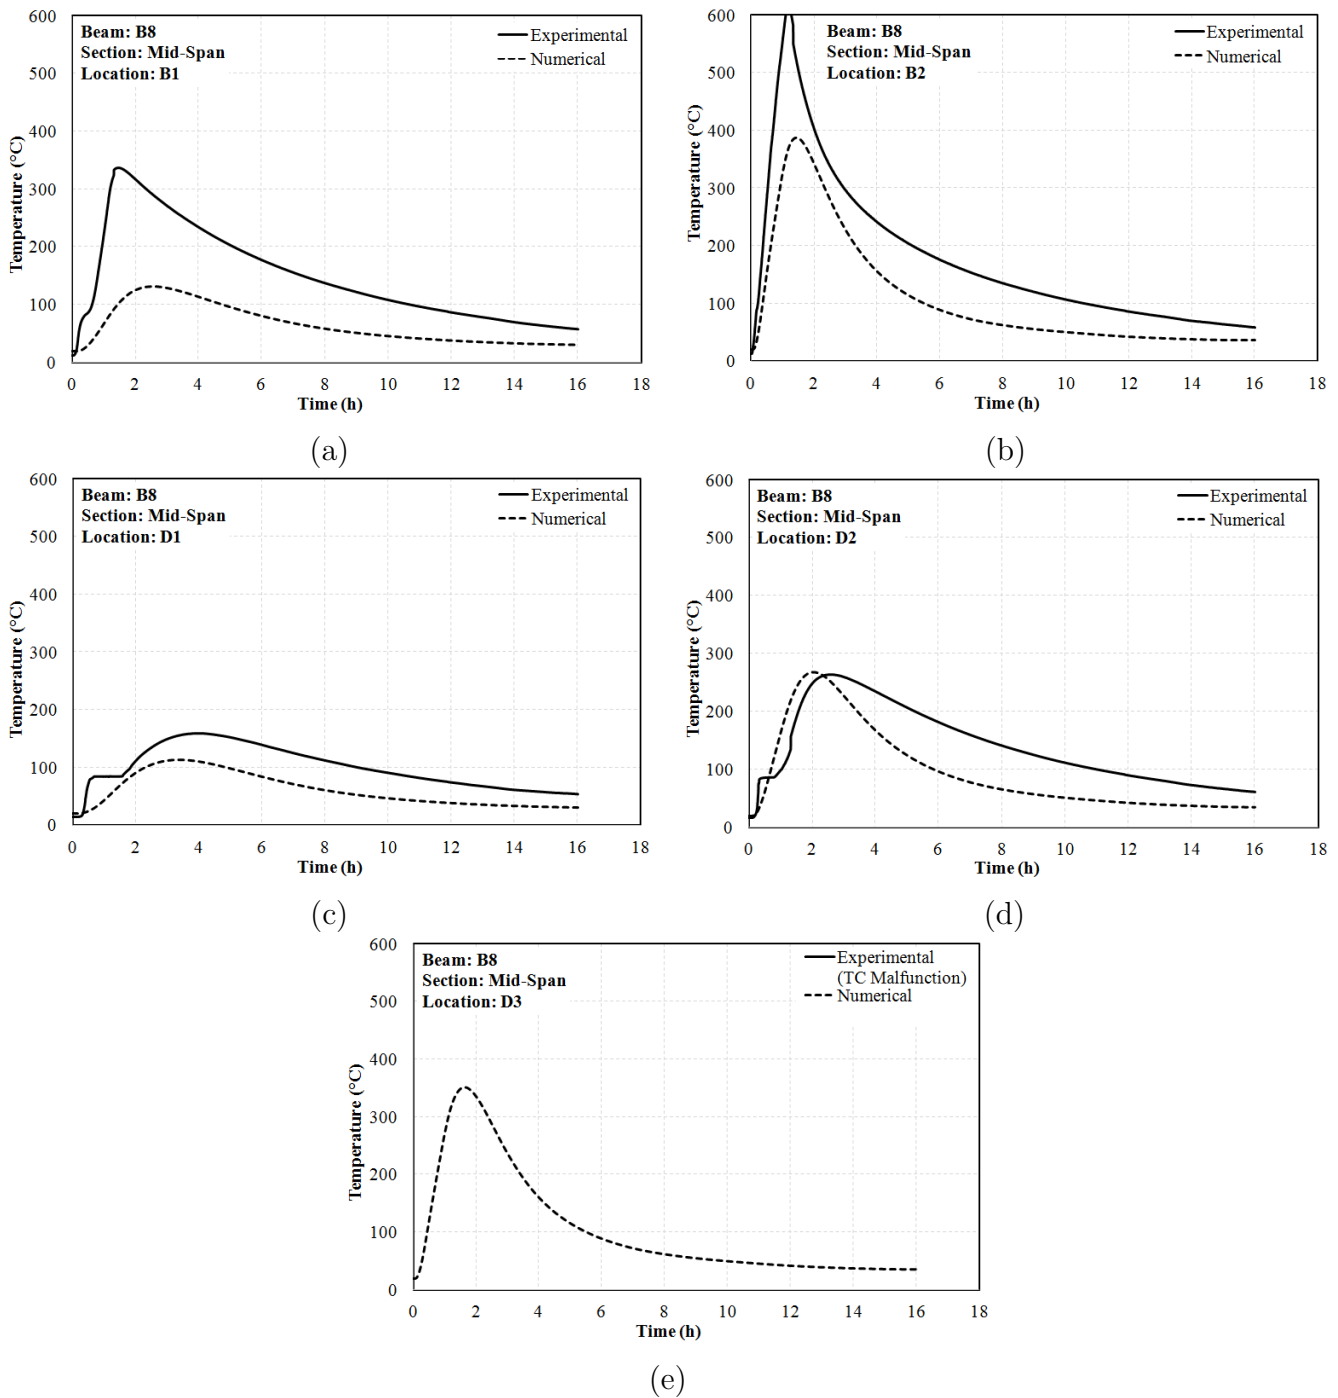 Beam: B8
Section: Mid-Span
Location: B1
Experimental
Numerical
600
500
400
300
200
100
0
Temperature (°C)
0 2 4 6 8 10 12 14 16 18
Time (h)
(a)
Beam: B8
Section: Mid-Span
Location: B2
Experimental
Numerical
600
500
400
300
200
100
0
Temperature (°C)
0 2 4 6 8 10 12 14 16 18
Time (h)
(b)
Beam: B8
Section: Mid-Span
Location: D1
Experimental
Numerical
600
500
400
300
200
100
0
Temperature (°C)
0 2 4 6 8 10 12 14 16 18
Time (h)
(c)
Beam: B8
Section: Mid-Span
Location: D2
Experimental
Numerical
600
500
400
300
200
100
0
Temperature (°C)
0 2 4 6 8 10 12 14 16 18
Time (h)
(d)
Beam: B8
Section: Mid-Span
Location: D3
Experimental
(TC Malfunction)
Numerical
600
500
400
300
200
100
0
Temperature (°C)
0 2 4 6 8 10 12 14 16 18
Time (h)
(e)